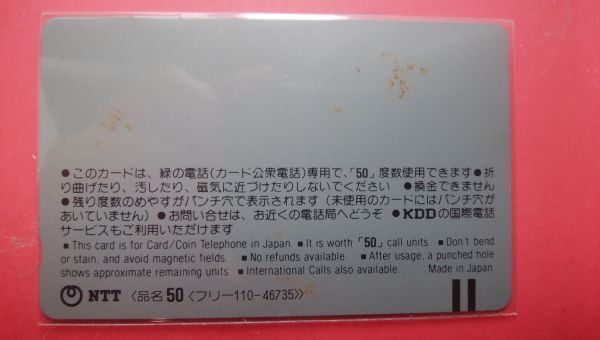 ●このカードは、緑の電話(カード公衆電話)専用で、「50」度数使用できます●折
り曲げたり、汚したり、磁気に近づけたりしないでください ●換金できません
●残り度数のめやすがパンチ穴で表示されます(未使用のカードにはパンチ穴が
あいていません)●お問い合せは、お近くの電話局へどうぞ ●KDDの国際電話
サービスもご利用いただけます
■ This card is for Card/Coin Telephone in Japan. ■ It is worth「50」call units. ■ Don't bend
or stain, and avoid magnetic fields. ■ No refunds available. ■ After usage, a punched hole
shows approximate remaining units. ■ International Calls also available. Made in Japan.
NTT 〈品名50〈フリー110-46735〉〉